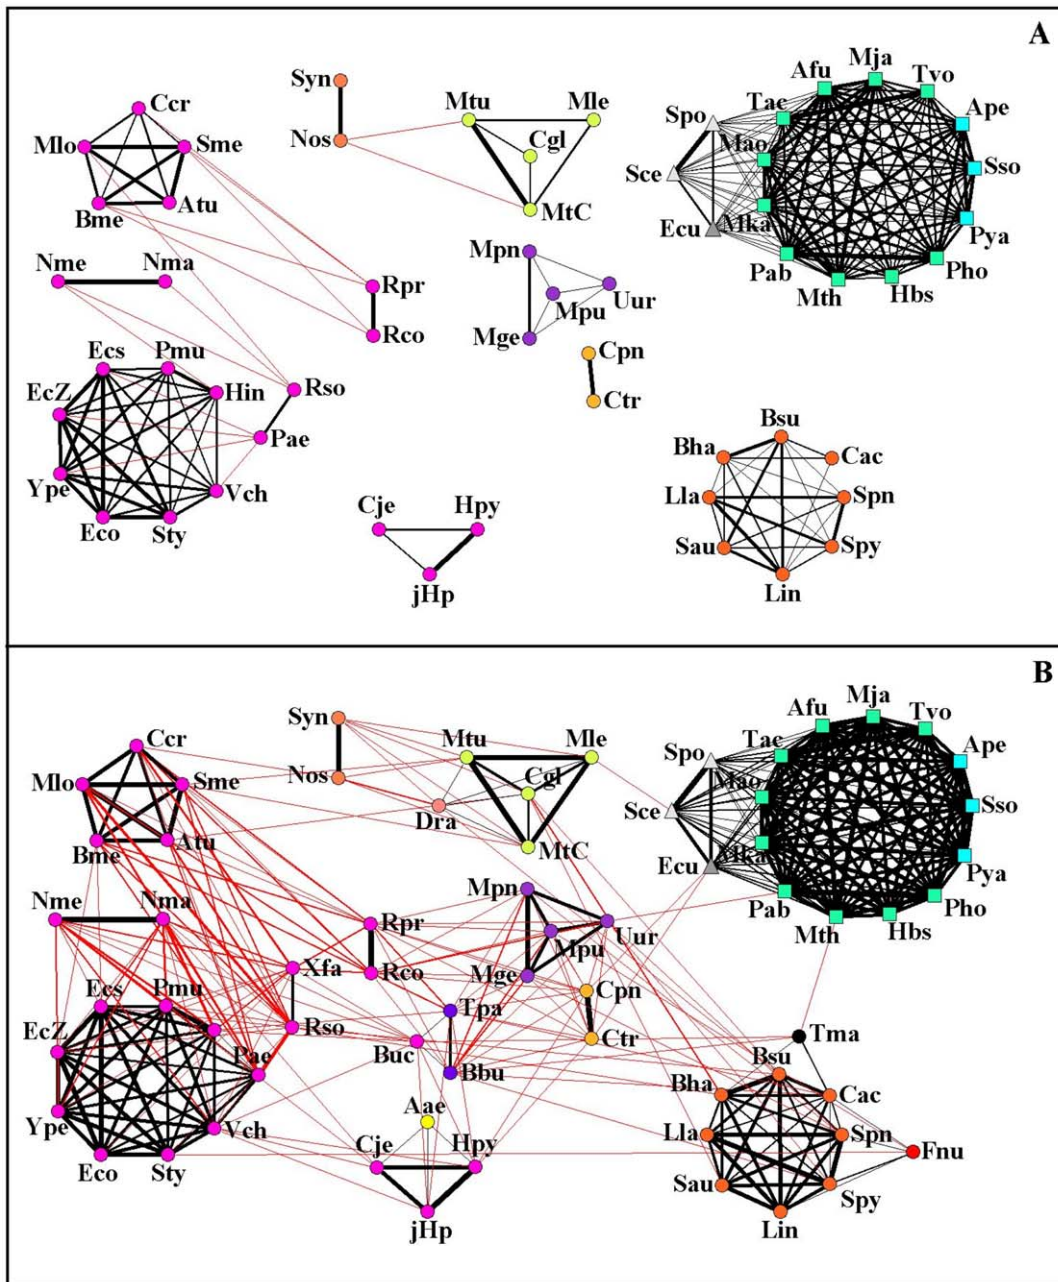 A
Syn
Mja
Afu
Tvo
Ccr
Mtu
Mle
Tac
Spo
Ape
Mlo
Sme
Nos
Cgl
Mao
Sce
Sso
Bme
Atu
MtC
Ecu
Mka
Pya
Nme
Nma
Mpn
Pab
Pho
Rpr
Uur
Mth
Hbs
Mpu
Rco
Mge
Ecs
Pmu
Cpn
EcZ
Hin
Rso
Ctr
Bsu
Pae
Bha
Cac
Ype
Vch
Lla
Spn
Eco
Sty
Cje
Hpy
Sau
Spy
jHp
Lin
B
Mja
Syn
Afu
Tvo
Ccr
Mtu
Mle
Tac
Ape
Mlo
Sme
Nos
Cgl
Spo
Mao
Sso
Dra
Sce
Bme
Atu
MtC
Ecu
Mka
Pya
Nme
Nma
Mpn
Pab
Pho
Rpr
Uur
Mth
Hbs
Mpu
Xfa
Rco
Mge
Cpn
Ecs
Pmu
Tpa
EcZ
Rso
Ctr
Tma
Pae
Buc
Bsu
Bbu
Bha
Cac
Aae
Ype
Vch
Lla
Spn
Cje
Hpy
Fnu
Eco
Sty
Sau
Spy
jHp
Lin